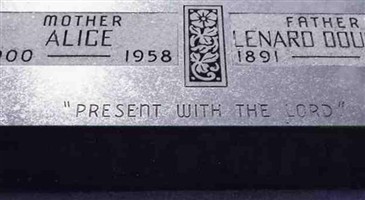 MOTHER FATHER
ALICE LENARD DOU
900 — 1958 1891 —
"PRESENT WITH THE LORD"